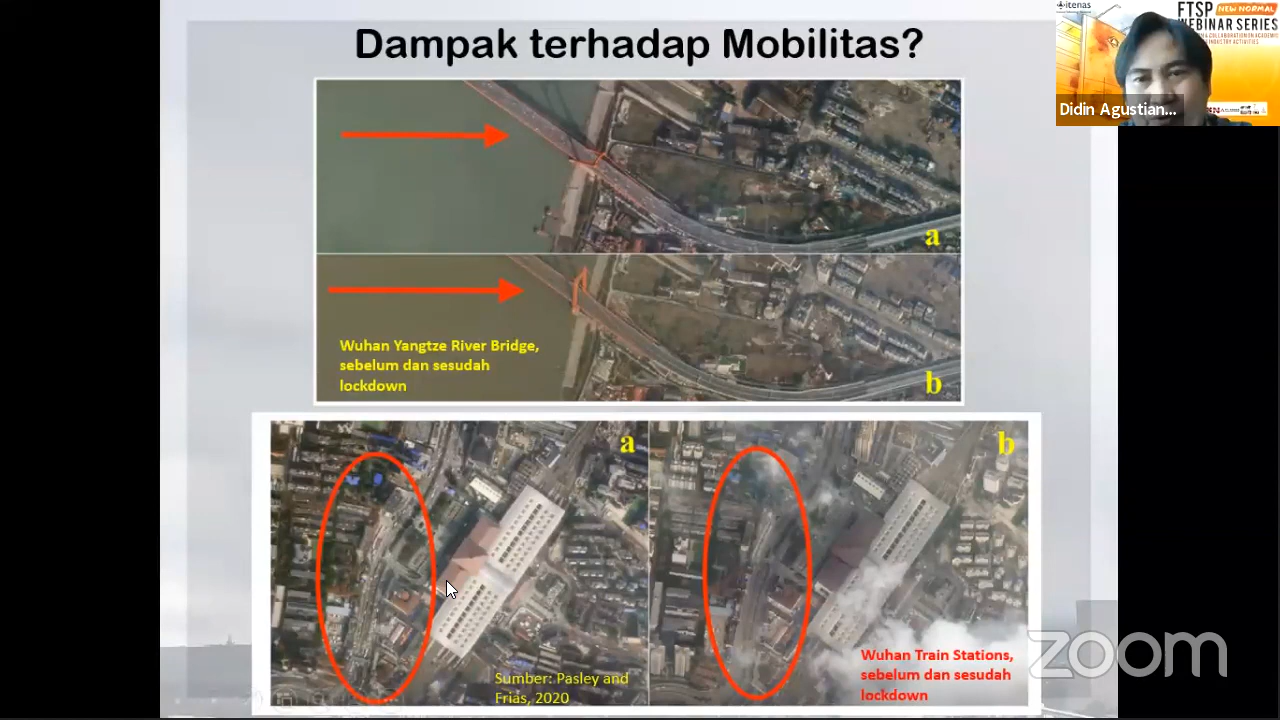 Dampak terhadap Mobilitas?
itenas
FTSP NEW NORMAL
WEBINAR SERIES
Didin Agustian...
a
b
Wuhan Yangtze River Bridge,
sebelum dan sesudah
lockdown
a
b
Sumber: Pasley and
Frias, 2020
Wuhan Train Stations,
sebelum dan sesudah
lockdown
zoom